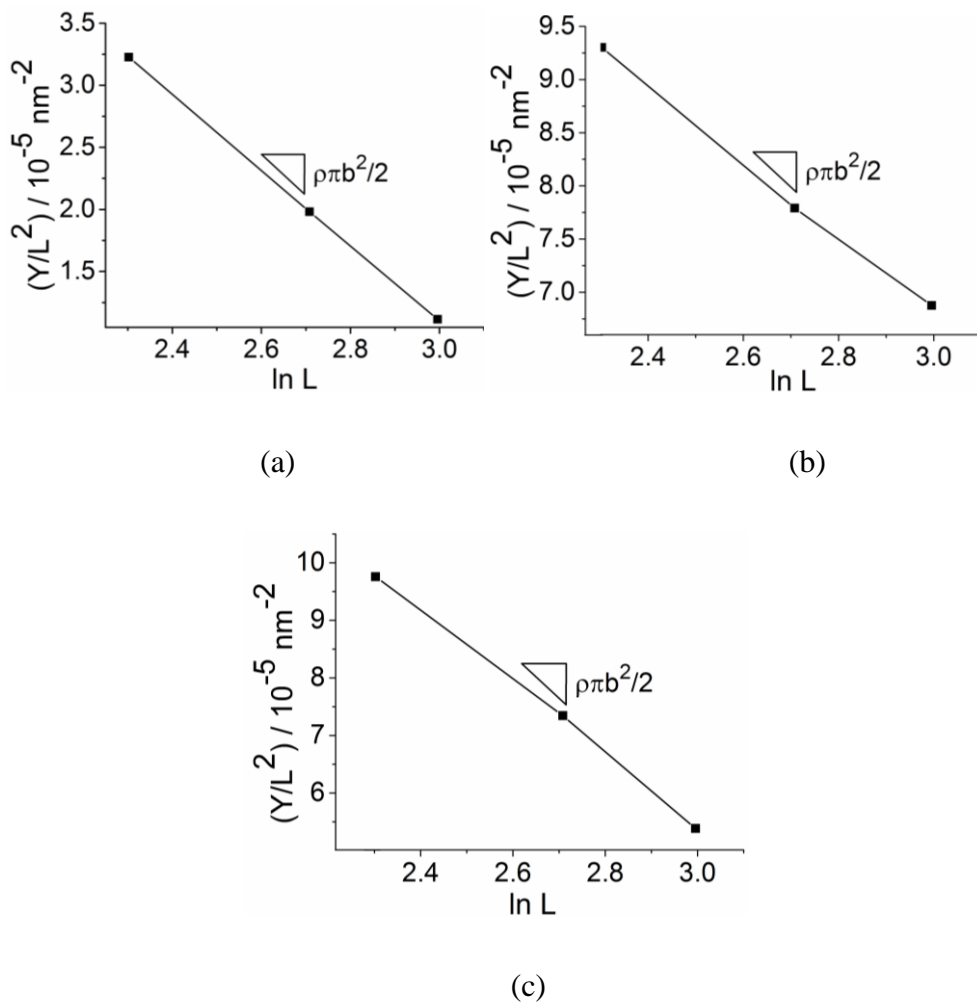 3.5
3.0
2.5
2.0
1.5
(Y/L²) / 10⁻⁵ nm⁻²
ρπb²/2
2.4 2.6 2.8 3.0
ln L
(a)
9.5
9.0
8.5
8.0
7.5
7.0
(Y/L²) / 10⁻⁵ nm⁻²
ρπb²/2
2.4 2.6 2.8 3.0
ln L
(b)
10
9
8
7
6
(Y/L²) / 10⁻⁵ nm⁻²
ρπb²/2
2.4 2.6 2.8 3.0
ln L
(c)